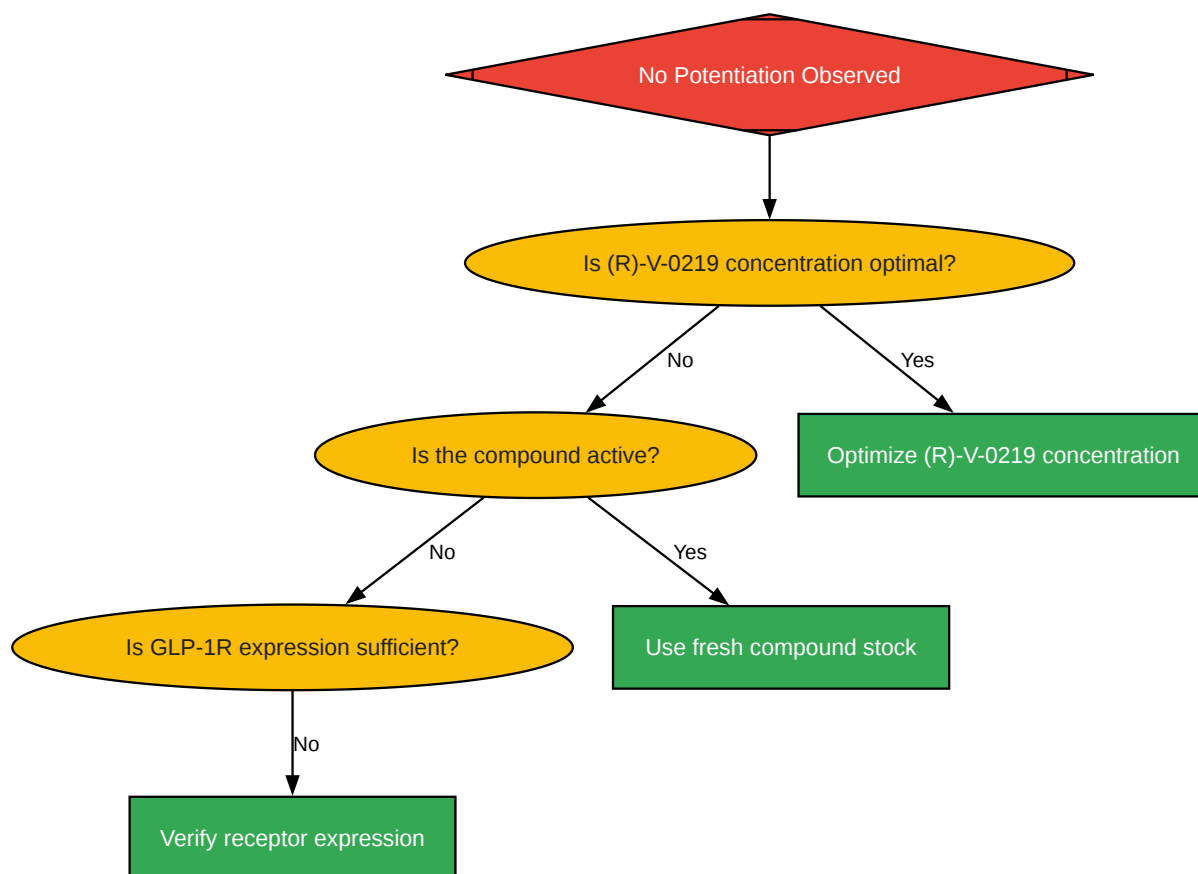 No Potentiation Observed
Is (R)-V-0219 concentration optimal?
No
Yes
Is the compound active?
Optimize (R)-V-0219 concentration
No
Yes
Is GLP-1R expression sufficient?
Use fresh compound stock
No
Verify receptor expression